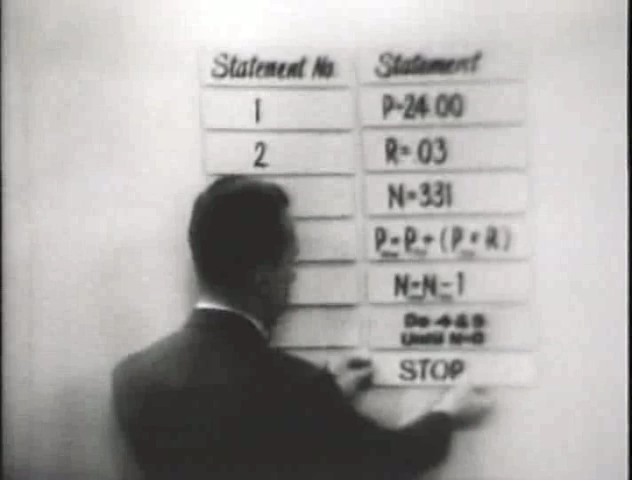 Statement No. Statement
1 P=24.00
2 R=.03
N=331
P=P+(P×R)
N=N-1
Do 4&5
Until N=0
STOP